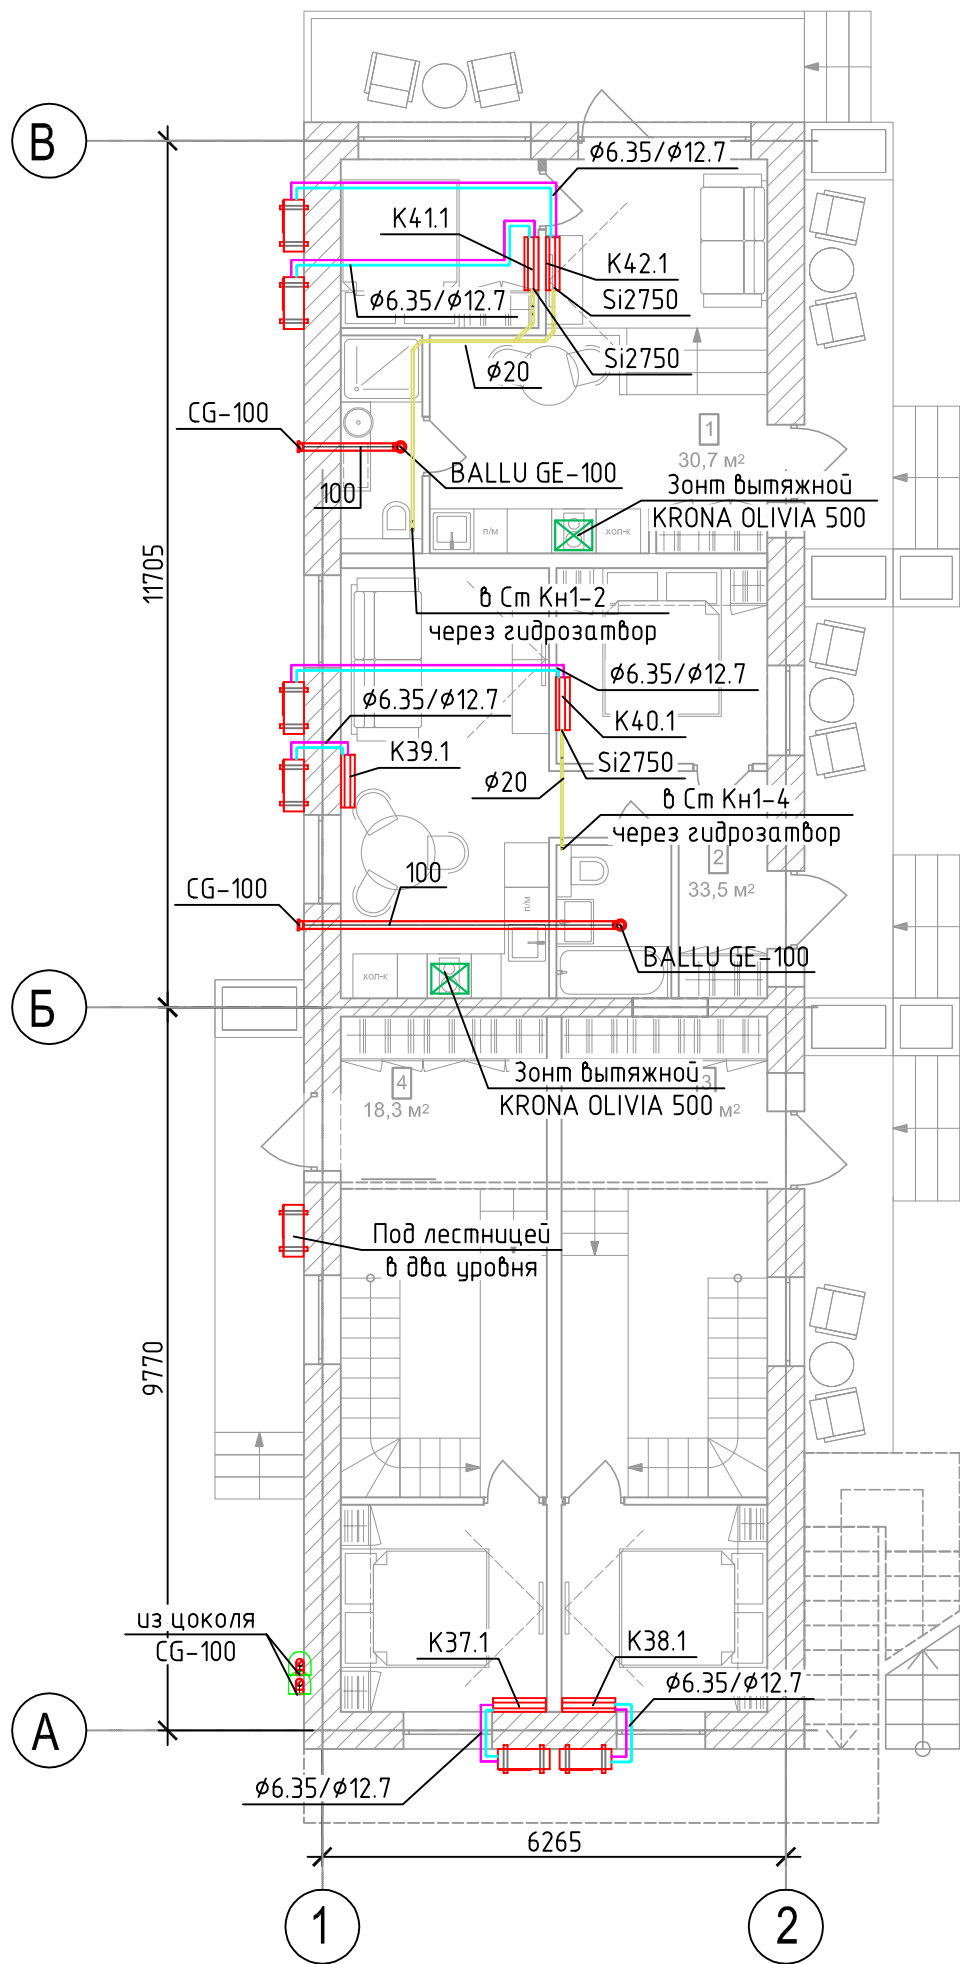 В
Ø6.35/Ø12.7
К41.1
К42.1
Si2750
Ø6.35/Ø12.7
Si2750
Ø20
CG-100
1
30,7 м²
BALLU GE-100
100
Зонт вытяжной
KRONA OLIVIA 500
п/м
хол-к
11705
в Ст Кн1-2
через гидрозатвор
Ø6.35/Ø12.7
Ø6.35/Ø12.7
К40.1
К39.1
Si2750
Ø20
в Ст Кн1-4
через гидрозатвор
2
33,5 м²
CG-100
100
п/м
BALLU GE-100
хол-к
Б
Зонт вытяжной
KRONA OLIVIA 500
4
18,3 м²
3
м²
Под лестницей
в два уровня
9770
из цоколя
CG-100
К37.1
К38.1
Ø6.35/Ø12.7
А
Ø6.35/Ø12.7
6265
1
2